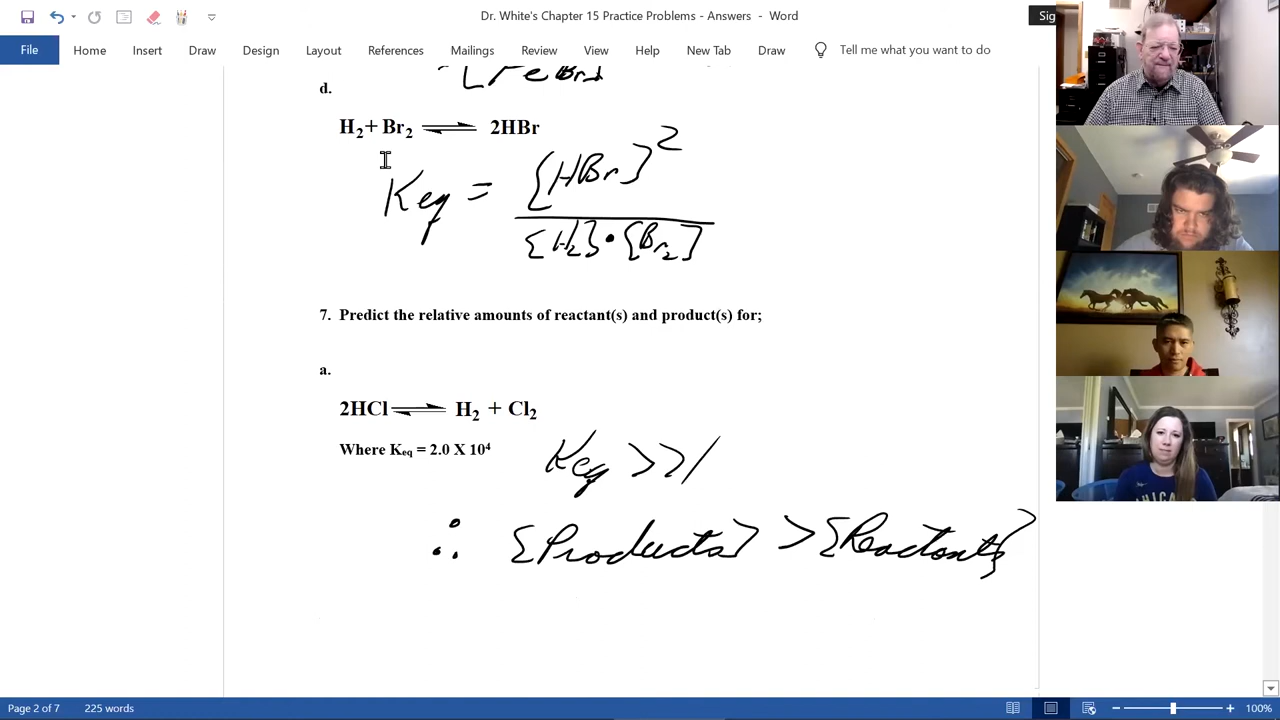 Dr. White's Chapter 15 Practice Problems - Answers - Word
Sig
File Home Insert Draw Design Layout References Mailings Review View Help New Tab Draw Tell me what you want to do
d.
H₂+ Br₂ ⇌ 2HBr
Keq = [HBr]²
[H₂]·[Br₂]
7. Predict the relative amounts of reactant(s) and product(s) for;
a.
2HCl ⇌ H₂ + Cl₂
Where Keq = 2.0 X 10⁴
Keq >>1
∴ [Products] > [Reactants]
Page 2 of 7 225 words 100%